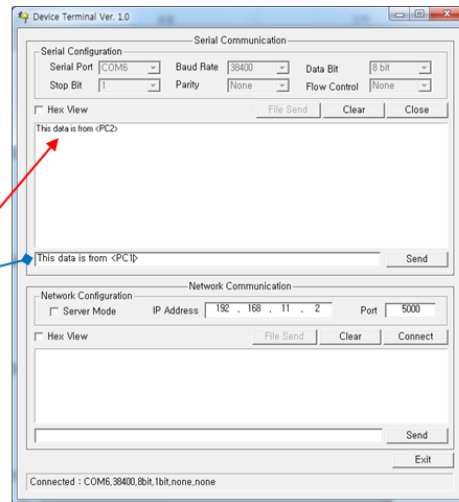 Device Terminal Ver. 1.0
Serial Communication
Serial Configuration
Serial Port COM6 Baud Rate 38400 Data Bit 8 bit
Stop Bit 1 Parity None Flow Control None
Hex View File Send Clear Close
This data is from <PC2>
This data is from <PC1> Send
Network Communication
Network Configuration
Server Mode IP Address 192 . 168 . 11 . 2 Port 5000
Hex View File Send Clear Connect
Send
Exit
Connected : COM6,38400,8bit,1bit,none,none